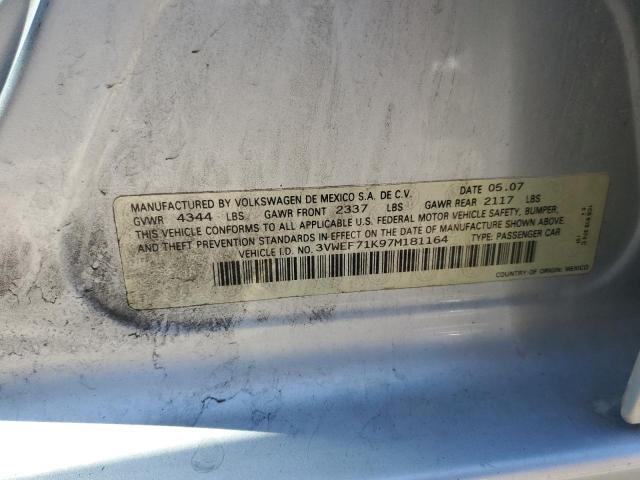 MANUFACTURED BY VOLKSWAGEN DE MEXICO S.A. DE C.V. DATE 05.07
GVWR 4344 LBS GAWR FRONT 2337 LBS GAWR REAR 2117 LBS
THIS VEHICLE CONFORMS TO ALL APPLICABLE U.S. FEDERAL MOTOR VEHICLE SAFETY, BUMPER,
AND THEFT PREVENTION STANDARDS IN EFFECT ON THE DATE OF MANUFACTURE SHOWN ABOVE.
VEHICLE I.D. NO. 3VWEF71K97M181164 TYPE: PASSENGER CAR
COUNTRY OF ORIGIN: MEXICO